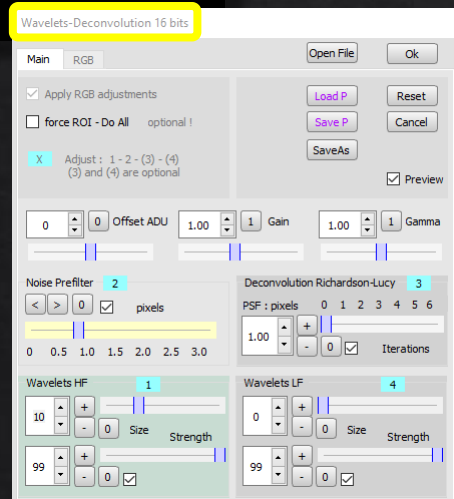 Wavelets-Deconvolution 16 bits
Main RGB Open File Ok
Apply RGB adjustments Load P Reset
force ROI - Do All optional ! Save P Cancel
SaveAs
X Adjust : 1 - 2 - (3) - (4)
(3) and (4) are optional
Preview
0 0 Offset ADU 1.00 1 Gain 1.00 1 Gamma
Noise Prefilter 2 Deconvolution Richardson-Lucy 3
< > 0 pixels PSF : pixels 0 1 2 3 4 5 6
1.00 + - 0 Iterations
0 0.5 1.0 1.5 2.0 2.5 3.0
Wavelets HF 1 Wavelets LF 4
10 + - 0 Size Strength 0 + - 0 Size Strength
99 + - 0 99 + - 0